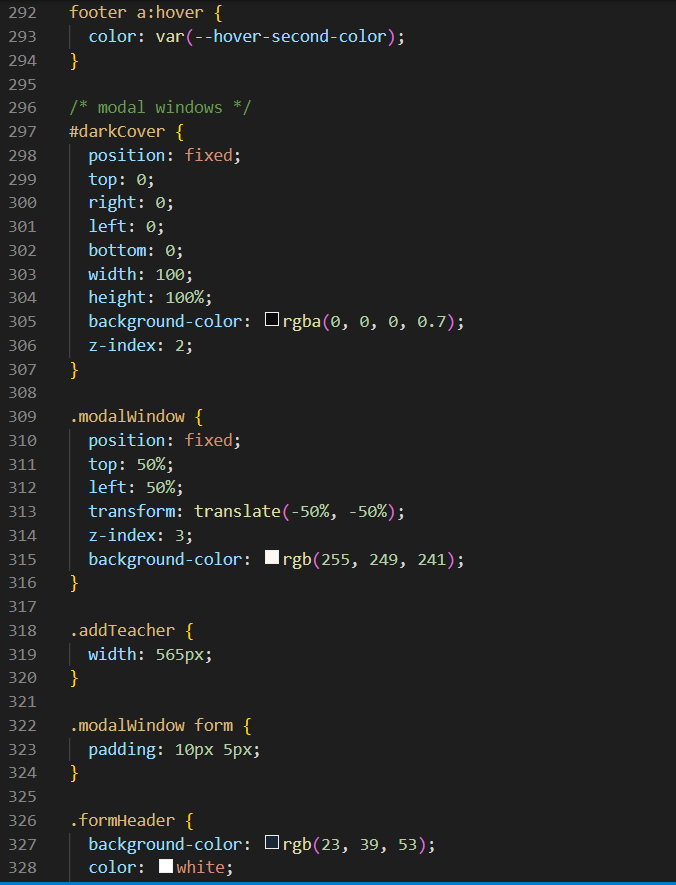 292 footer a:hover {
293   color: var(--hover-second-color);
294 }
295
296 /* modal windows */
297 #darkCover {
298   position: fixed;
299   top: 0;
300   right: 0;
301   left: 0;
302   bottom: 0;
303   width: 100;
304   height: 100%;
305   background-color: rgba(0, 0, 0, 0.7);
306   z-index: 2;
307 }
308
309 .modalWindow {
310   position: fixed;
311   top: 50%;
312   left: 50%;
313   transform: translate(-50%, -50%);
314   z-index: 3;
315   background-color: rgb(255, 249, 241);
316 }
317
318 .addTeacher {
319   width: 565px;
320 }
321
322 .modalWindow form {
323   padding: 10px 5px;
324 }
325
326 .formHeader {
327   background-color: rgb(23, 39, 53);
328   color: white;